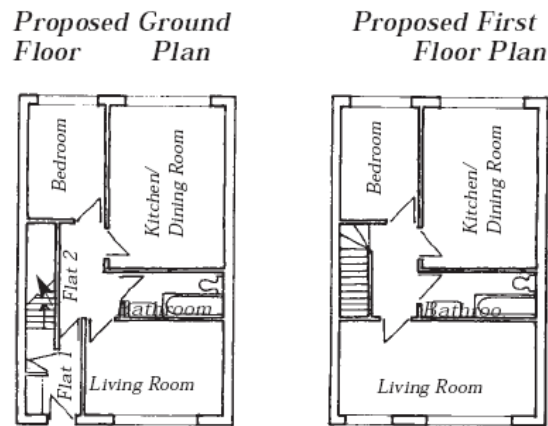 Proposed Ground
Floor Plan
Bedroom
Kitchen/
Dining Room
Flat 2
Bathroom
Flat 1
Living Room
Proposed First
Floor Plan
Bedroom
Kitchen/
Dining Room
Bathroo
Living Room